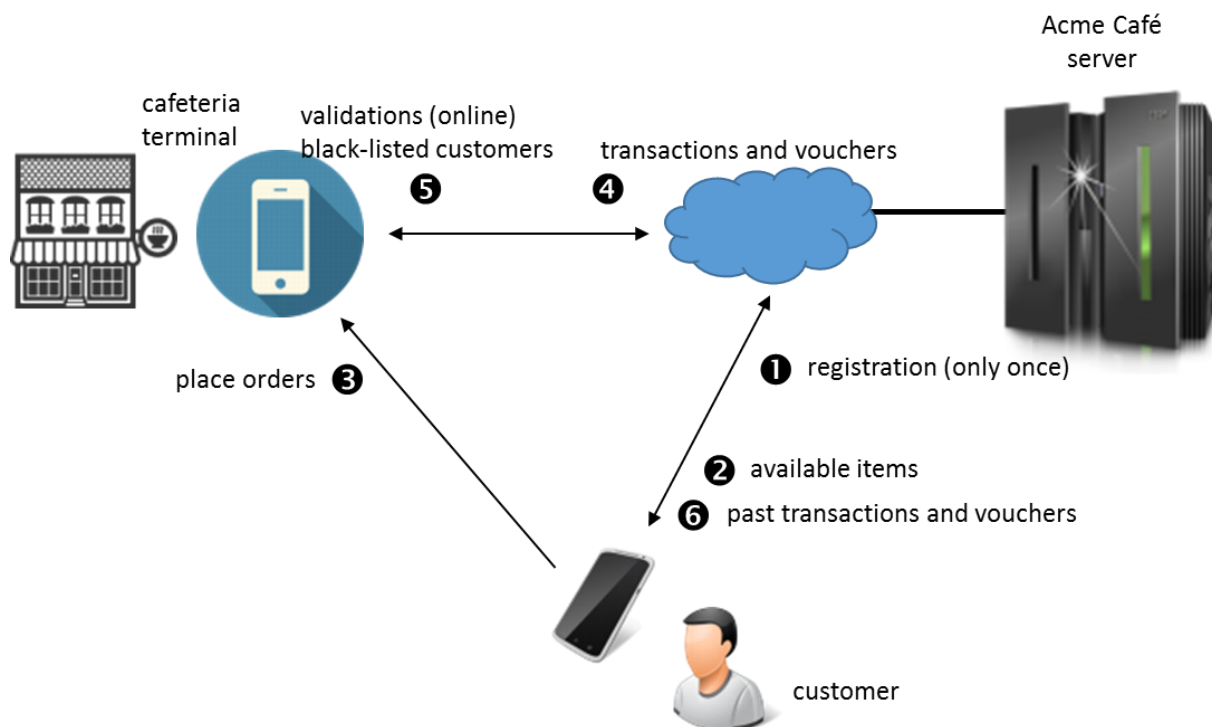 Acme Café
server
cafeteria
terminal
validations (online)
black-listed customers
transactions and vouchers
❺
❹
place orders ❸
❶ registration (only once)
❷ available items
❻ past transactions and vouchers
customer